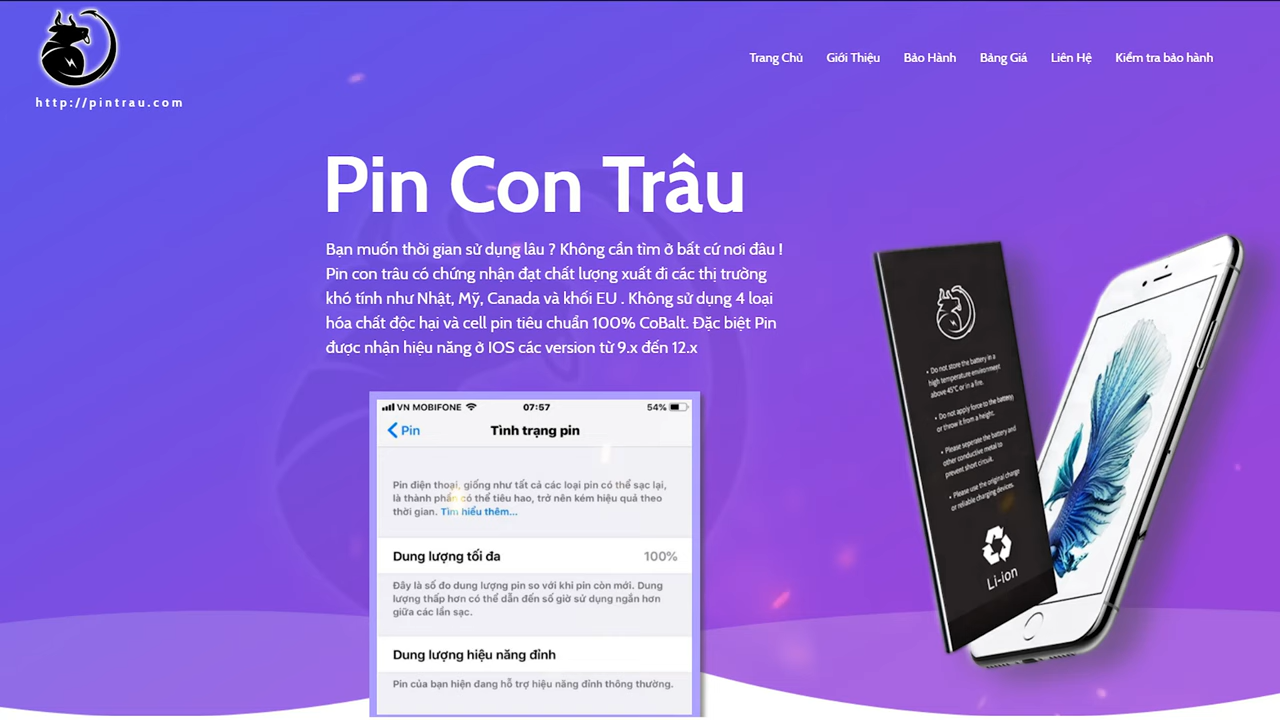 http://pintrau.com
Trang Chủ Giới Thiệu Bảo Hành Bảng Giá Liên Hệ Kiểm tra bảo hành
Pin Con Trâu
Bạn muốn thời gian sử dụng lâu ? Không cần tìm ở bất cứ nơi đâu !
Pin con trâu có chứng nhận đạt chất lượng xuất đi các thị trường
khó tính như Nhật, Mỹ, Canada và khối EU . Không sử dụng 4 loại
hóa chất độc hại và cell pin tiêu chuẩn 100% CoBalt. Đặc biệt Pin
được nhận hiệu năng ở IOS các version từ 9.x đến 12.x
VN MOBIFONE 07:57 54%
Pin Tình trạng pin
Pin điện thoại, giống như tất cả các loại pin có thể sạc lại,
là thành phần có thể tiêu hao, trở nên kém hiệu quả theo
thời gian. Tìm hiểu thêm...
Dung lượng tối đa 100%
Đây là số đo dung lượng pin so với khi pin còn mới. Dung
lượng thấp hơn có thể dẫn đến số giờ sử dụng ngắn hơn
giữa các lần sạc.
Dung lượng hiệu năng đỉnh
Pin của bạn hiện đang hỗ trợ hiệu năng đỉnh thông thường.
• Do not store the battery in a
high temperature environment
above 45°C or in a fire.
• Do not apply force to the battery
or throw it from a height.
• Please seperate the battery and
other conductive metal to
prevent short circuit.
• Please use the original charge
or reliable charging devices.
Li-ion